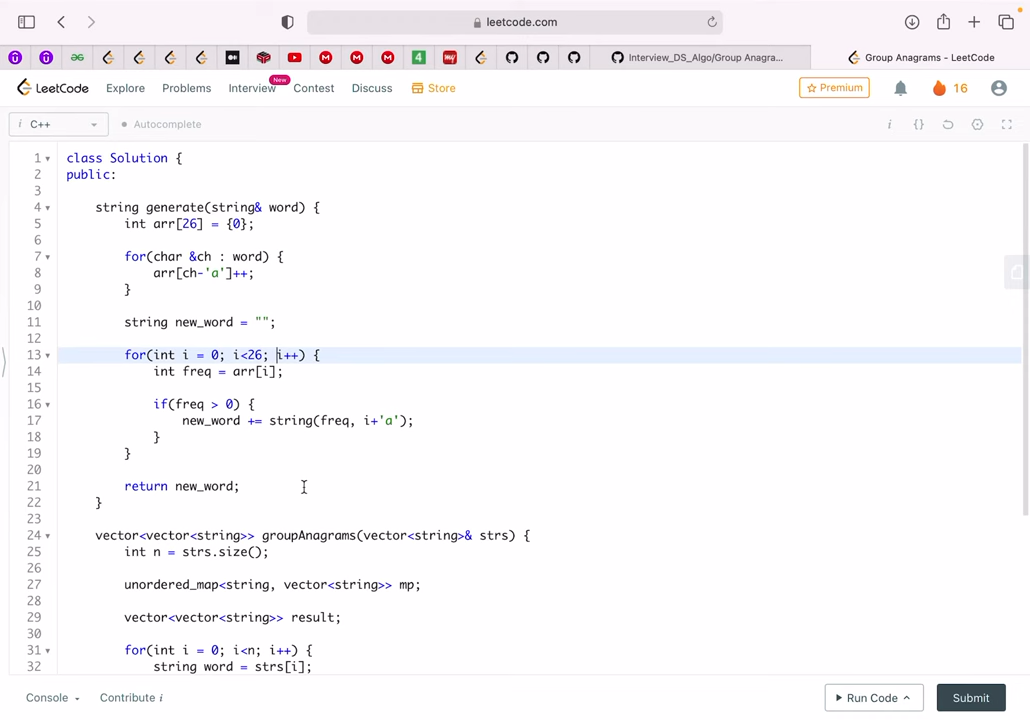 leetcode.com
Interview_DS_Algo/Group Anagra...
Group Anagrams - LeetCode
LeetCode
Explore
Problems
Interview
New
Contest
Discuss
Store
Premium
16
i C++
Autocomplete
i {}
1 class Solution {
2 public:
3
4 string generate(string& word) {
5 int arr[26] = {0};
6
7 for(char &ch : word) {
8 arr[ch-'a']++;
9 }
10
11 string new_word = "";
12
13 for(int i = 0; i<26; i++) {
14 int freq = arr[i];
15
16 if(freq > 0) {
17 new_word += string(freq, i+'a');
18 }
19 }
20
21 return new_word;
22 }
23
24 vector<vector<string>> groupAnagrams(vector<string>& strs) {
25 int n = strs.size();
26
27 unordered_map<string, vector<string>> mp;
28
29 vector<vector<string>> result;
30
31 for(int i = 0; i<n; i++) {
32 string word = strs[i];
Console
Contribute i
Run Code
Submit